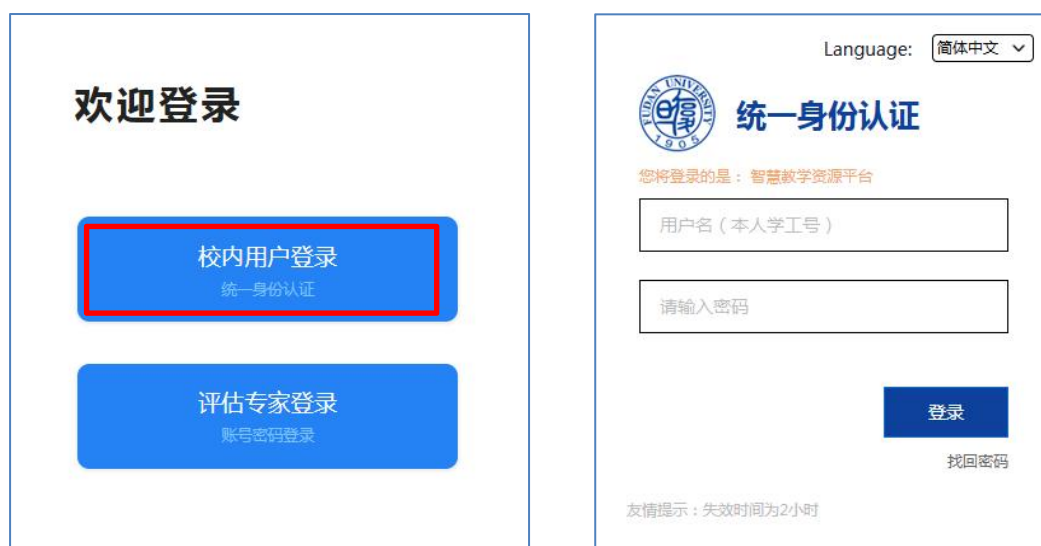 欢迎登录
校内用户登录
统一身份认证
评估专家登录
账号密码登录
Language: 简体中文
FUDAN UNIVERSITY
1905
统一身份认证
您将登录的是： 智慧教学资源平台
用户名（本人学工号）
请输入密码
登录
找回密码
友情提示：失效时间为2小时